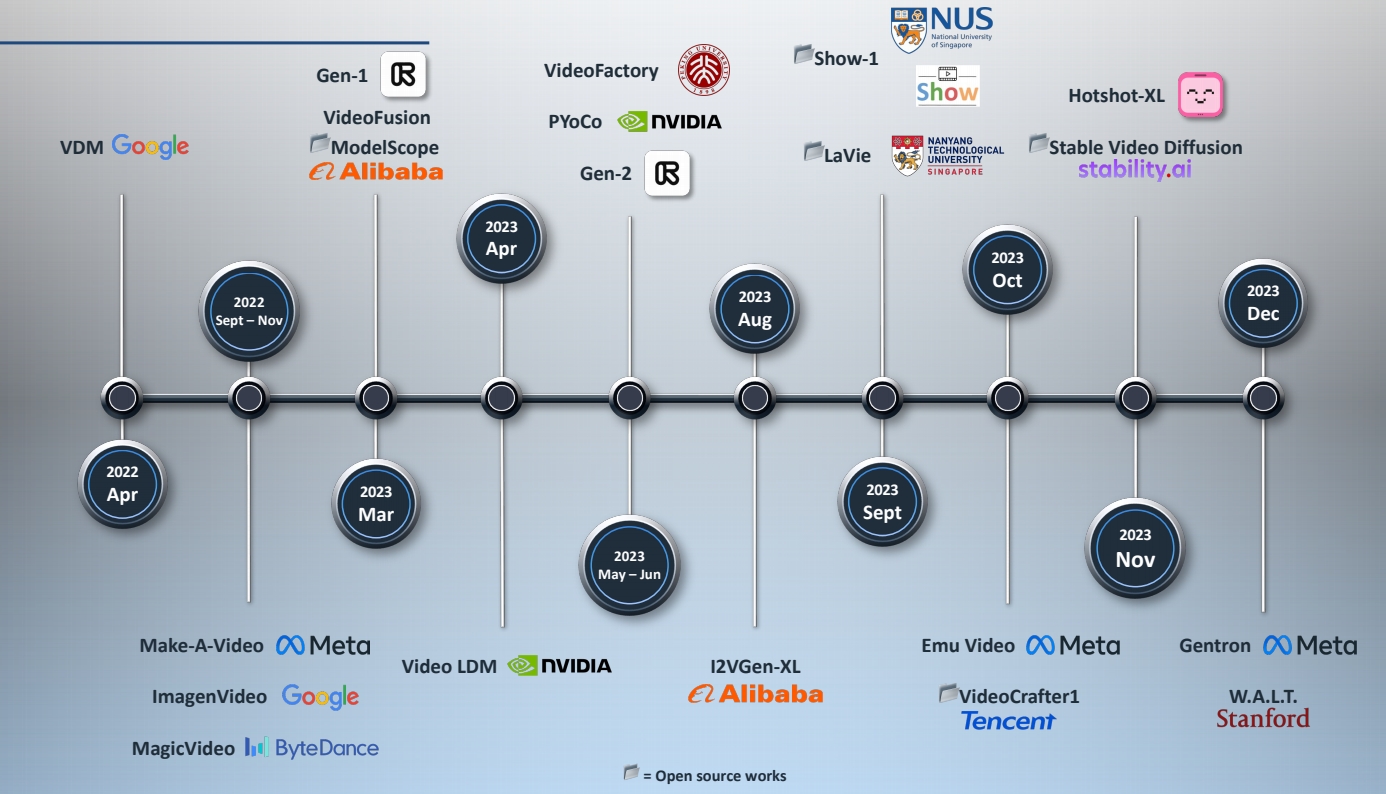 VDM Google
Gen-1
VideoFusion
ModelScope
Alibaba
VideoFactory
PEKING UNIVERSITY
1898
PYoCo NVIDIA
Gen-2
Show-1
NUS
National University
of Singapore
Show
LaVie
NANYANG
TECHNOLOGICAL
UNIVERSITY
SINGAPORE
Hotshot-XL
Stable Video Diffusion
stability.ai
2022
Apr
2022
Sept – Nov
2023
Mar
2023
Apr
2023
May – Jun
2023
Aug
2023
Sept
2023
Oct
2023
Nov
2023
Dec
Make-A-Video Meta
ImagenVideo Google
MagicVideo ByteDance
Video LDM NVIDIA
I2VGen-XL
Alibaba
Emu Video Meta
VideoCrafter1
Tencent
Gentron Meta
W.A.L.T.
Stanford
= Open source works